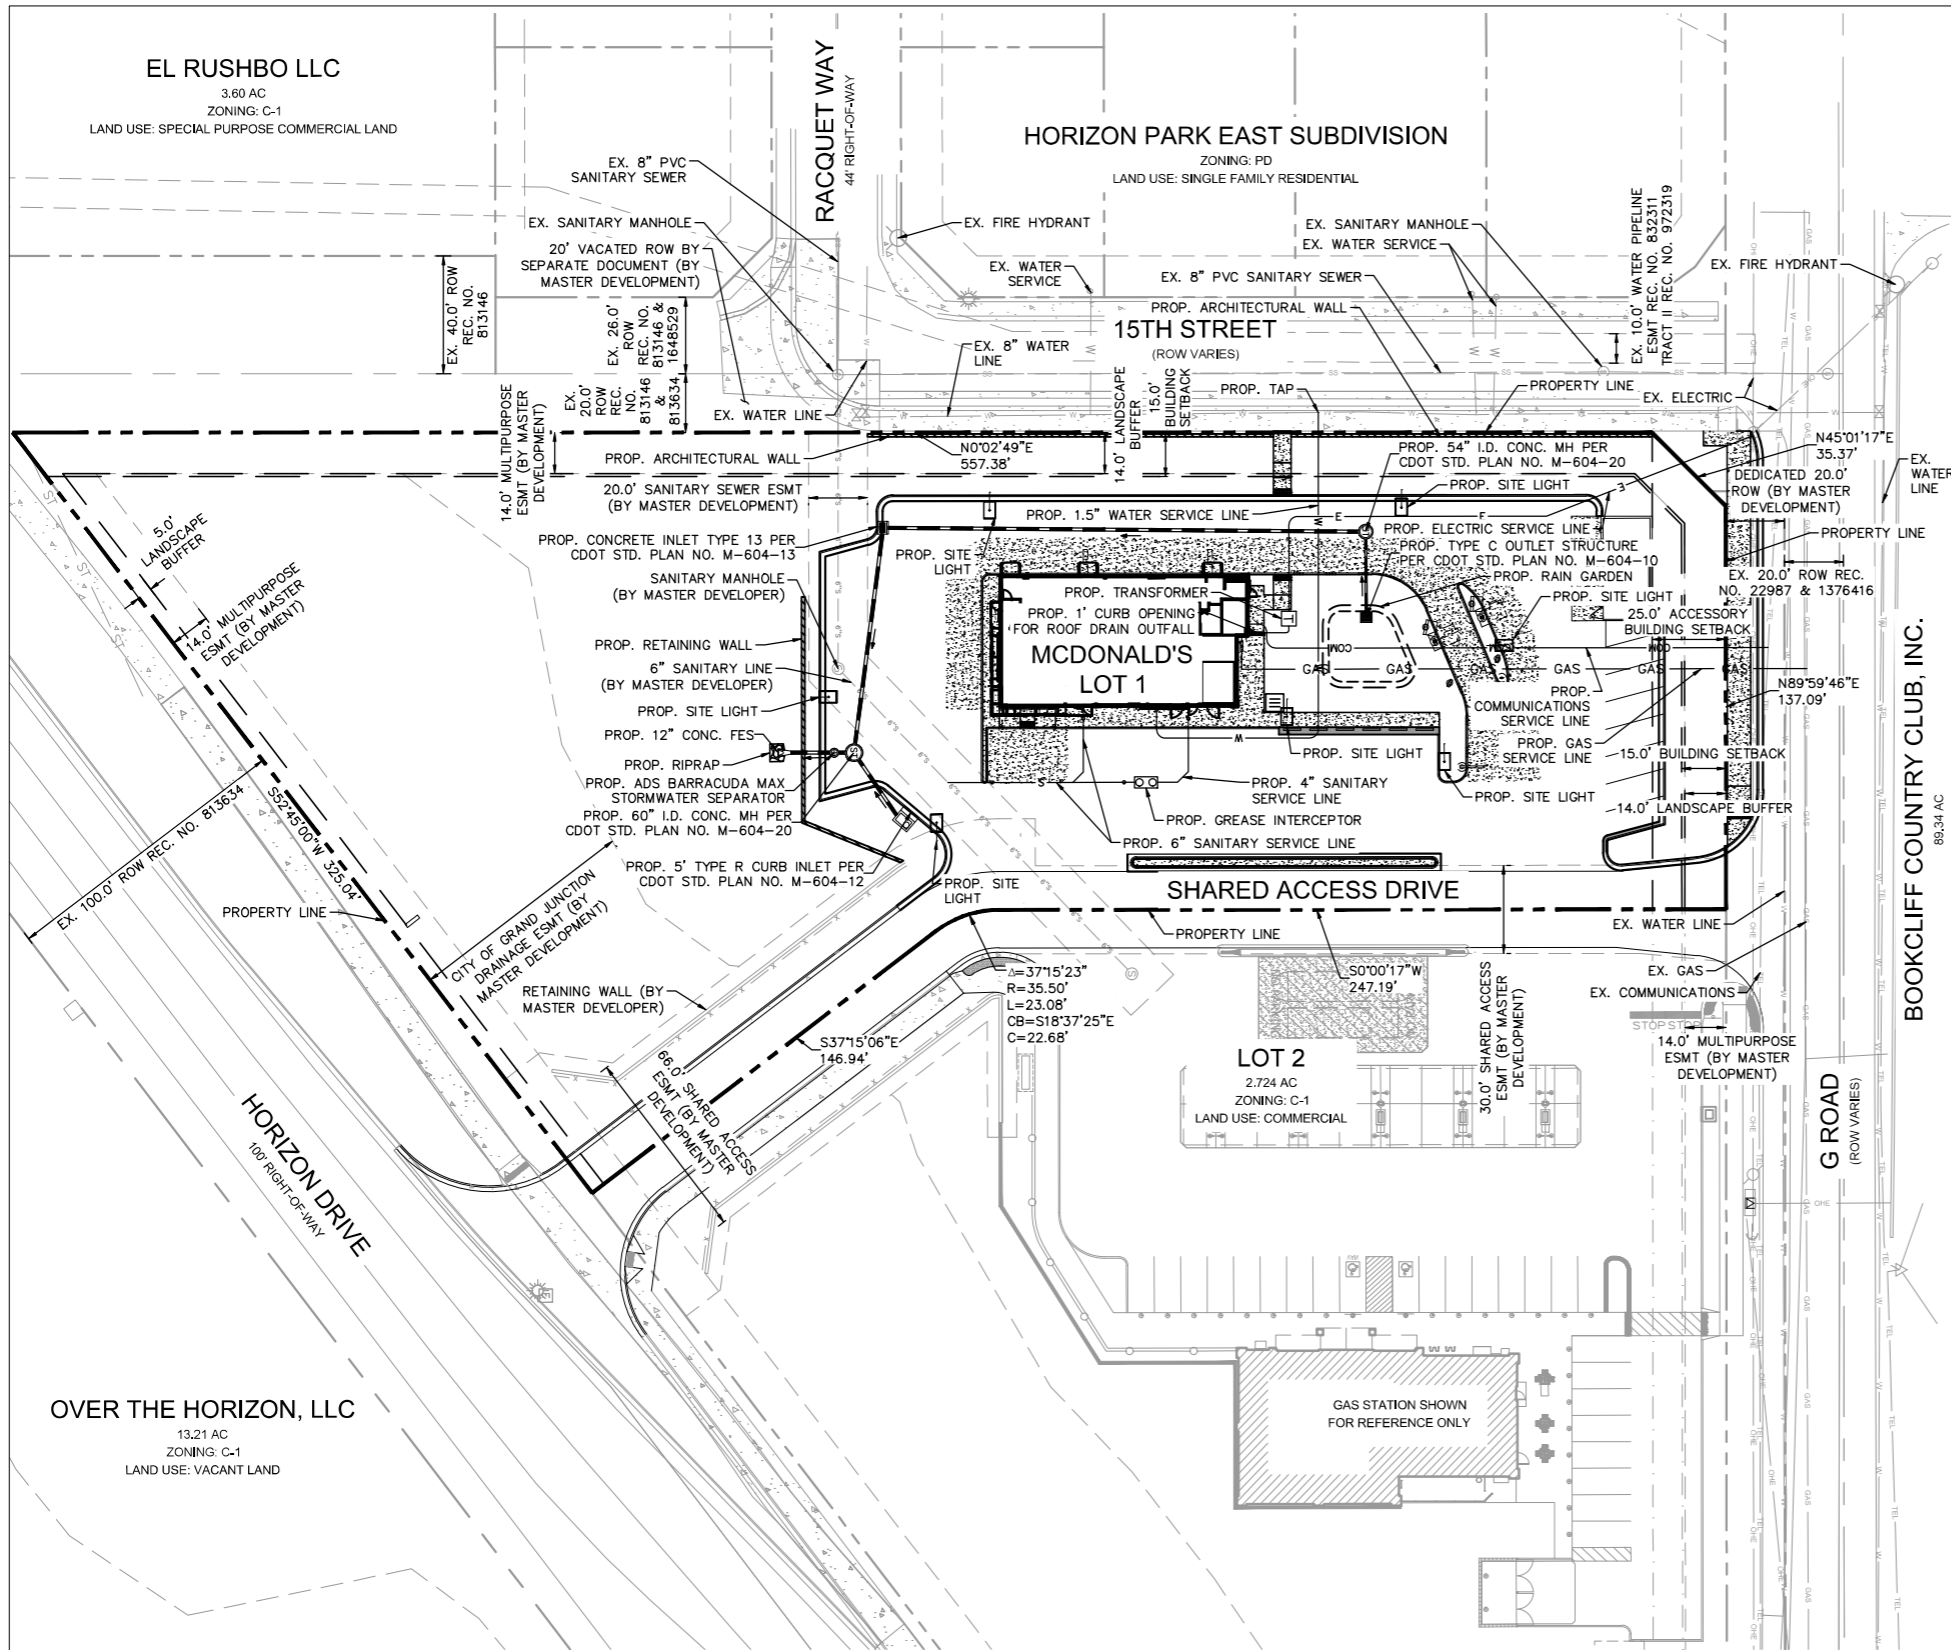 EL RUSHBO LLC
3.60 AC
ZONING: C-1
LAND USE: SPECIAL PURPOSE COMMERCIAL LAND
RACQUET WAY
44' RIGHT-OF-WAY
HORIZON PARK EAST SUBDIVISION
ZONING: PD
LAND USE: SINGLE FAMILY RESIDENTIAL
EX. 8" PVC
SANITARY SEWER
EX. SANITARY MANHOLE
20' VACATED ROW BY
SEPARATE DOCUMENT (BY
MASTER DEVELOPMENT)
EX. FIRE HYDRANT
EX. WATER
SERVICE
EX. SANITARY MANHOLE
EX. WATER SERVICE
EX. 8" PVC SANITARY SEWER
PROP. ARCHITECTURAL WALL
EX. 10.0' WATER PIPELINE
ESMT REC. NO. 832311
TRACT II REC. NO. 972319
EX. FIRE HYDRANT
EX. 40.0' ROW
REC. NO.
813146
EX. 26.0'
ROW
REC. NO.
813146 &
1648529
EX.
20.0'
ROW
REC.
NO.
813146
&
813634
15TH STREET
(ROW VARIES)
EX. 8" WATER
LINE
EX. WATER LINE
14.0' LANDSCAPE
BUFFER
15.0'
BUILDING
SETBACK
PROP. TAP
PROPERTY LINE
EX. ELECTRIC
14.0' MULTIPURPOSE
ESMT (BY MASTER
DEVELOPMENT)
PROP. ARCHITECTURAL WALL
N0°02'49"E
557.38'
PROP. 54" I.D. CONC. MH PER
CDOT STD. PLAN NO. M-604-20
PROP. SITE LIGHT
N45°01'17"E
35.37'
EX.
WATER
LINE
DEDICATED 20.0'
ROW (BY MASTER
DEVELOPMENT)
PROPERTY LINE
20.0' SANITARY SEWER ESMT
(BY MASTER DEVELOPMENT)
PROP. 1.5" WATER SERVICE LINE
PROP. ELECTRIC SERVICE LINE
PROP. CONCRETE INLET TYPE 13 PER
CDOT STD. PLAN NO. M-604-13
PROP. SITE
LIGHT
PROP. TYPE C OUTLET STRUCTURE
PER CDOT STD. PLAN NO. M-604-10
PROP. RAIN GARDEN
PROP. SITE LIGHT
EX. 20.0' ROW REC.
NO. 22987 & 1376416
25.0' ACCESSORY
BUILDING SETBACK
5.0'
LANDSCAPE
BUFFER
14.0' MULTIPURPOSE
ESMT (BY MASTER
DEVELOPMENT)
SANITARY MANHOLE
(BY MASTER DEVELOPER)
PROP. TRANSFORMER
PROP. 1' CURB OPENING
FOR ROOF DRAIN OUTFALL
PROP. RETAINING WALL
6" SANITARY LINE
(BY MASTER DEVELOPER)
MCDONALD'S
LOT 1
GAS GAS GAS GAS GAS GAS
PROP. SITE LIGHT
PROP.
COMMUNICATIONS
SERVICE LINE
N89°59'46"E
137.09'
PROP. 12" CONC. FES
PROP. RIPRAP
PROP. SITE LIGHT
PROP. GAS
SERVICE LINE
15.0' BUILDING SETBACK
PROP. ADS BARRACUDA MAX
STORMWATER SEPARATOR
PROP. 4" SANITARY
SERVICE LINE
PROP. SITE LIGHT
14.0' LANDSCAPE BUFFER
PROP. 60" I.D. CONC. MH PER
CDOT STD. PLAN NO. M-604-20
PROP. GREASE INTERCEPTOR
PROP. 6" SANITARY SERVICE LINE
BOOKCLIFF COUNTRY CLUB, INC.
89.34 AC
EX. 100.0' ROW REC. NO. 813634
S52°45'00"W 325.04'
PROP. 5' TYPE R CURB INLET PER
CDOT STD. PLAN NO. M-604-12
PROP. SITE
LIGHT
SHARED ACCESS DRIVE
PROPERTY LINE
CITY OF GRAND JUNCTION
DRAINAGE ESMT (BY
MASTER DEVELOPMENT)
PROPERTY LINE
EX. WATER LINE
RETAINING WALL (BY
MASTER DEVELOPER)
Δ=37°15'23"
R=35.50'
L=23.08'
CB=S18°37'25"E
C=22.68'
S0°00'17"W
247.19'
30.0' SHARED ACCESS
ESMT (BY MASTER
DEVELOPMENT)
EX. GAS
EX. COMMUNICATIONS
STOP STOP
14.0' MULTIPURPOSE
ESMT (BY MASTER
DEVELOPMENT)
S37°15'06"E
146.94'
66.0' SHARED ACCESS
ESMT (BY MASTER
DEVELOPMENT)
LOT 2
2.724 AC
ZONING: C-1
LAND USE: COMMERCIAL
G ROAD
(ROW VARIES)
HORIZON DRIVE
100' RIGHT-OF-WAY
GAS STATION SHOWN
FOR REFERENCE ONLY
OVER THE HORIZON, LLC
13.21 AC
ZONING: C-1
LAND USE: VACANT LAND